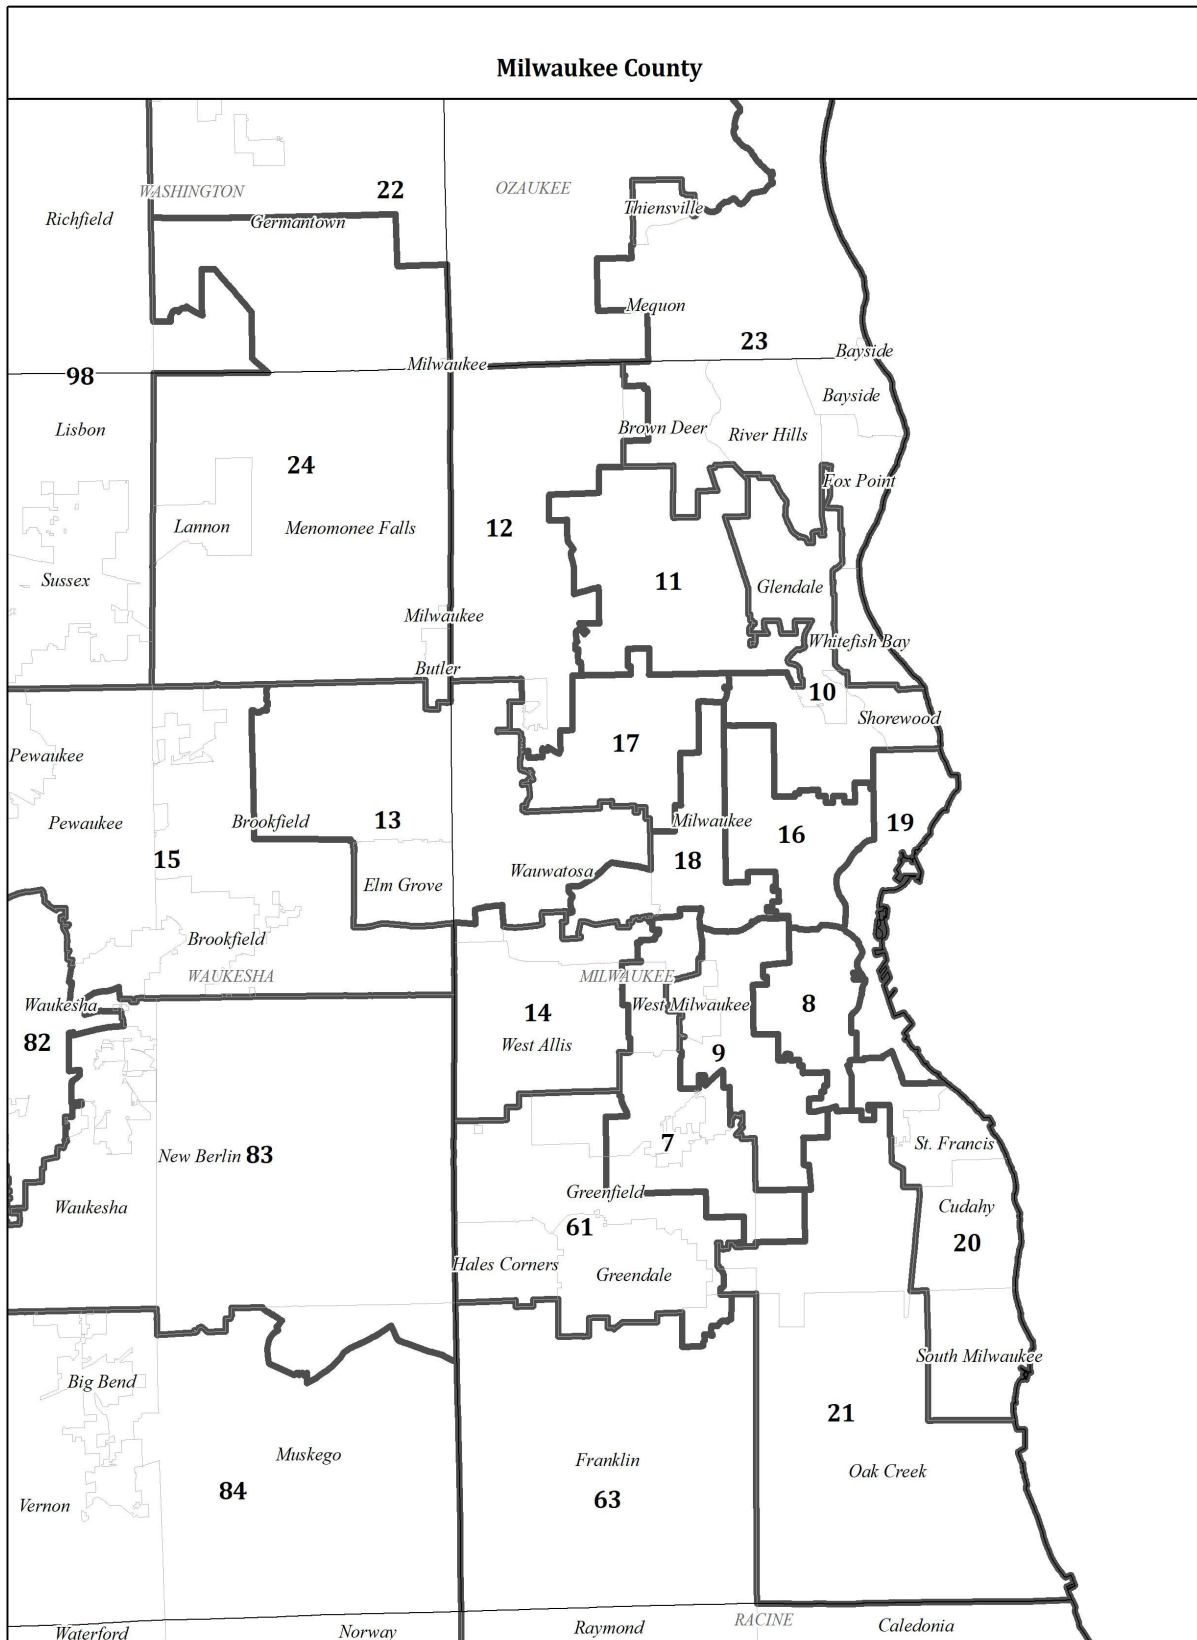 Milwaukee County
WASHINGTON
22
OZAUKEE
Richfield
Germantown
Thiensville
Mequon
23
Bayside
98
Milwaukee
Bayside
Lisbon
Brown Deer
River Hills
24
Fox Point
Lannon
Menomonee Falls
12
Sussex
11
Glendale
Milwaukee
Whitefish Bay
Butler
10
Shorewood
Pewaukee
17
Pewaukee
Brookfield
13
Milwaukee
16
19
15
Elm Grove
Wauwatosa
18
Brookfield
WAUKESHA
MILWAUKEE
Waukesha
West Milwaukee
8
14
82
West Allis
9
New Berlin
83
7
St. Francis
Waukesha
Greenfield
Cudahy
61
20
Hales Corners
Greendale
South Milwaukee
Big Bend
21
Muskego
Franklin
Oak Creek
84
63
Vernon
RACINE
Waterford
Norway
Raymond
Caledonia